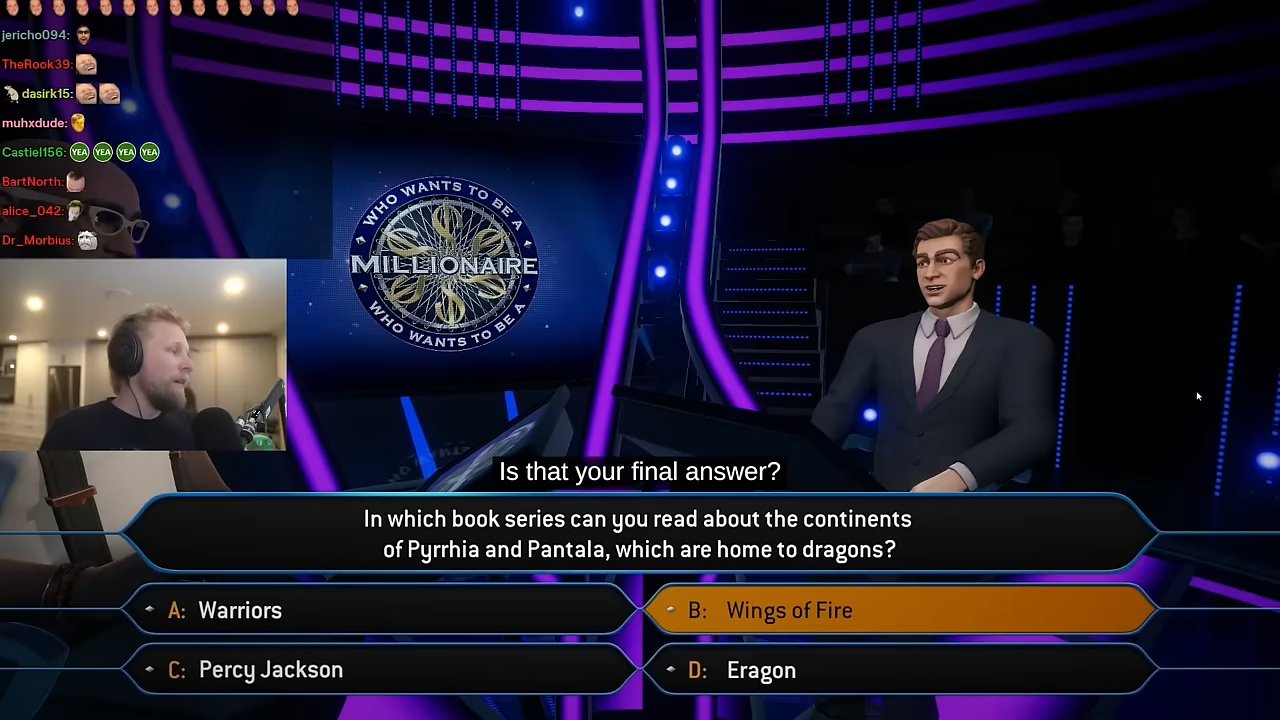 jericho094:
TheRook39:
dasirk15:
muhxdude:
Castiel156: YEA YEA YEA YEA
BartNorth:
alice_042:
Dr_Morbius:
WHO WANTS TO BE A
MILLIONAIRE
WHO WANTS TO BE A
Is that your final answer?
In which book series can you read about the continents
of Pyrrhia and Pantala, which are home to dragons?
A: Warriors
B: Wings of Fire
C: Percy Jackson
D: Eragon